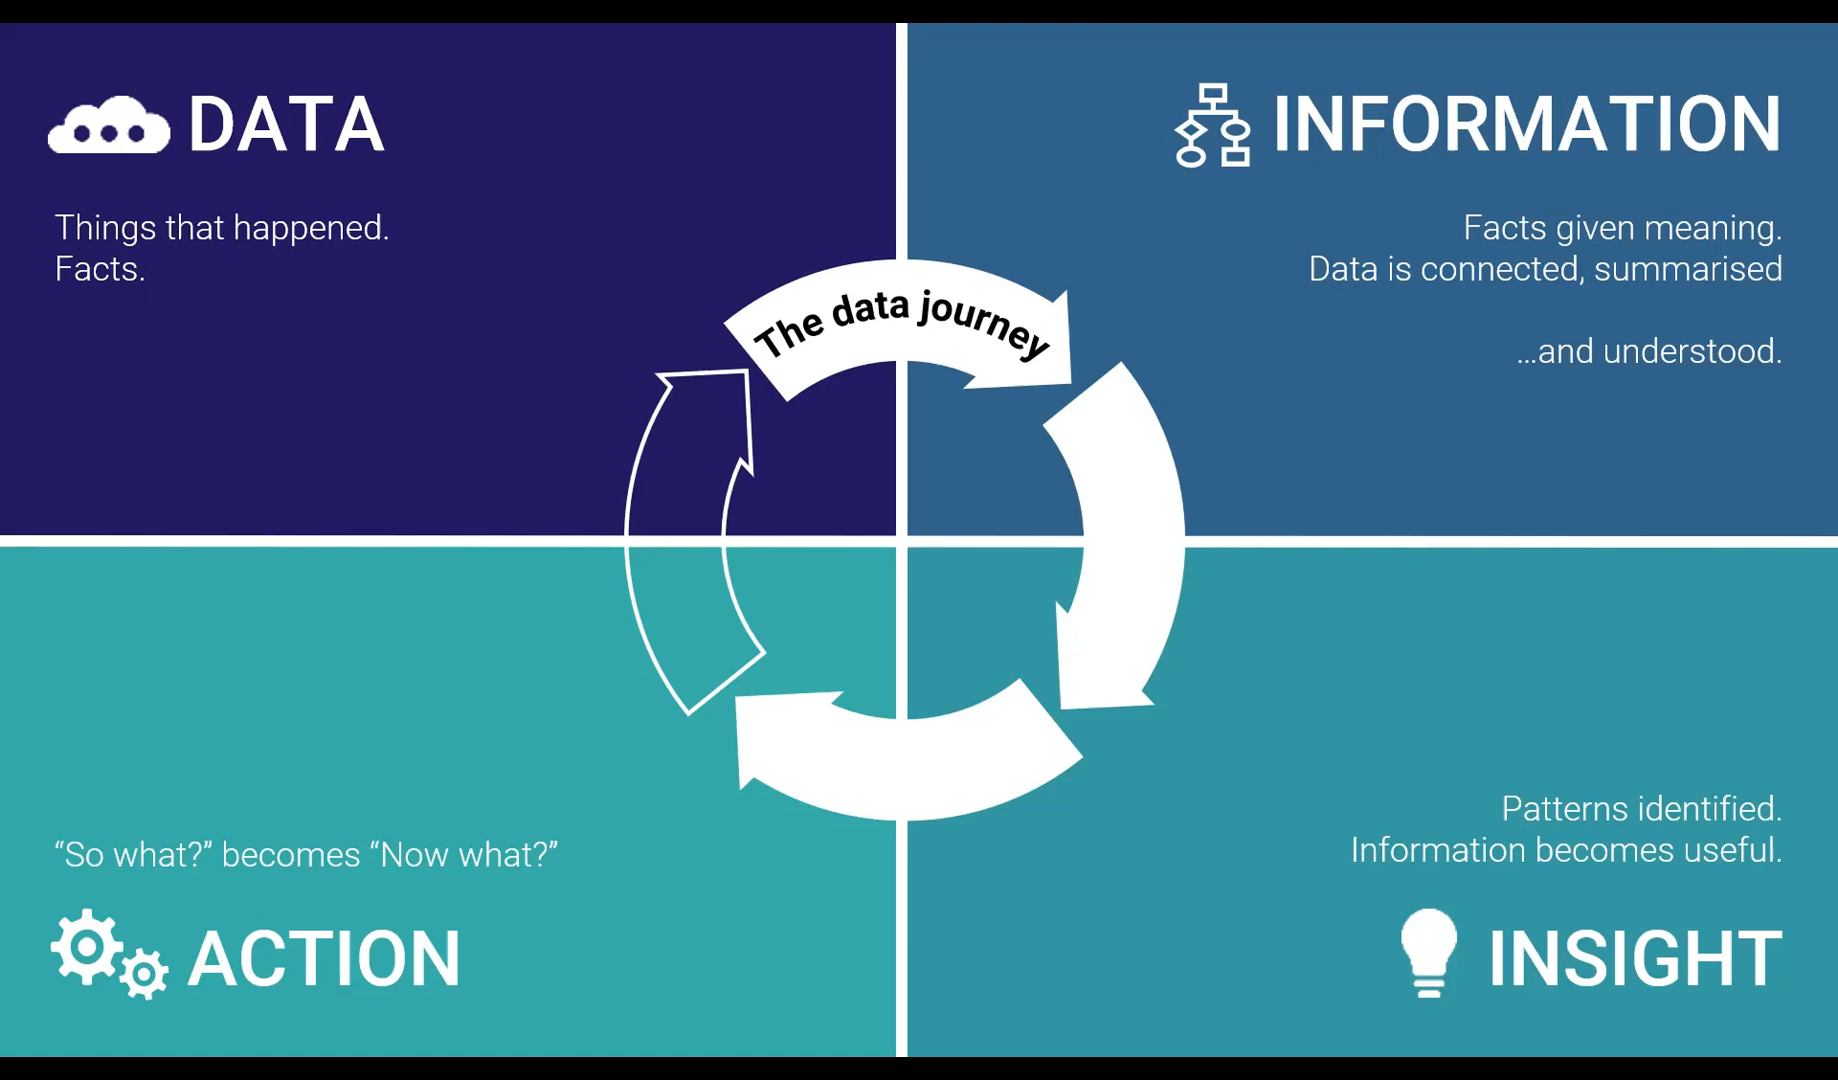 DATA
Things that happened.
Facts.
INFORMATION
Facts given meaning.
Data is connected, summarised
...and understood.
The data journey
"So what?" becomes "Now what?"
ACTION
Patterns identified.
Information becomes useful.
INSIGHT